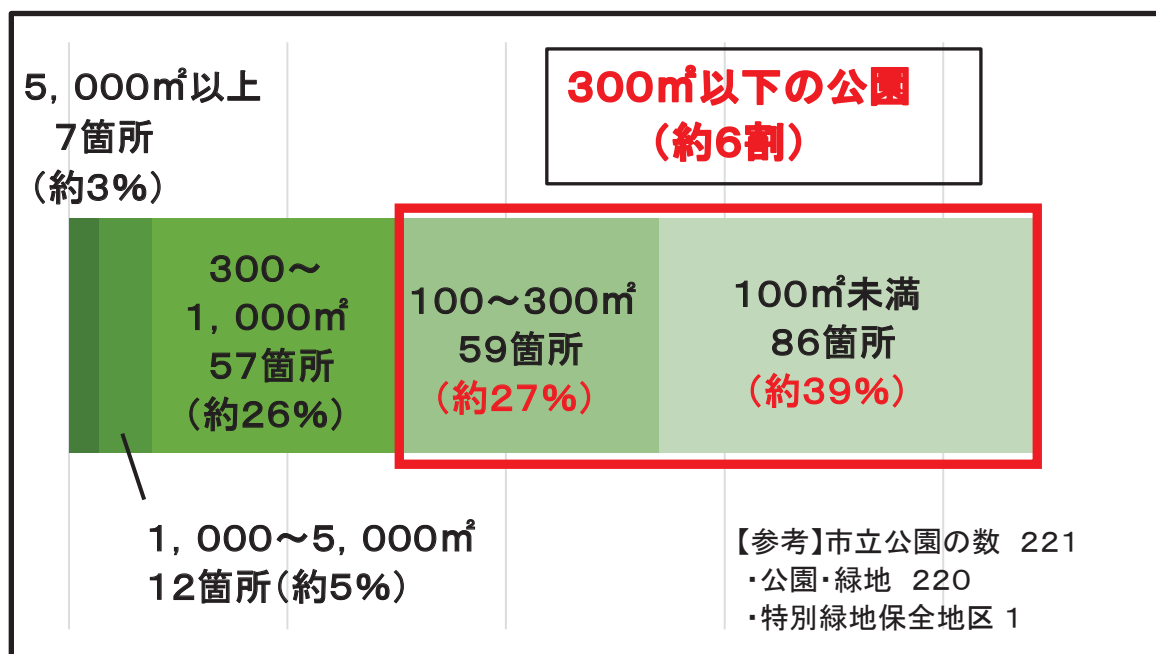 5,000㎡以上
7箇所
(約3%)
300㎡以下の公園
(約6割)
300～
1,000㎡
57箇所
(約26%)
100～300㎡
59箇所
(約27%)
100㎡未満
86箇所
(約39%)
1,000～5,000㎡
12箇所(約5%)
【参考】市立公園の数 221
・公園・緑地 220
・特別緑地保全地区 1